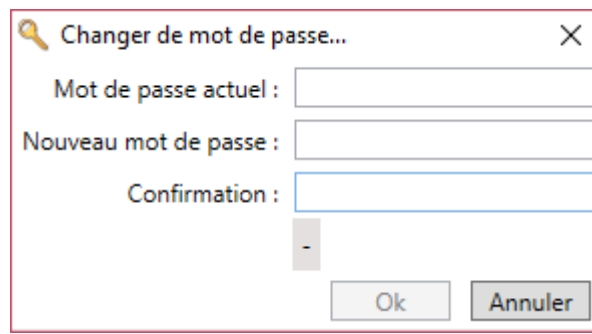 Changer de mot de passe...
Mot de passe actuel :
Nouveau mot de passe :
Confirmation :
-
Ok Annuler